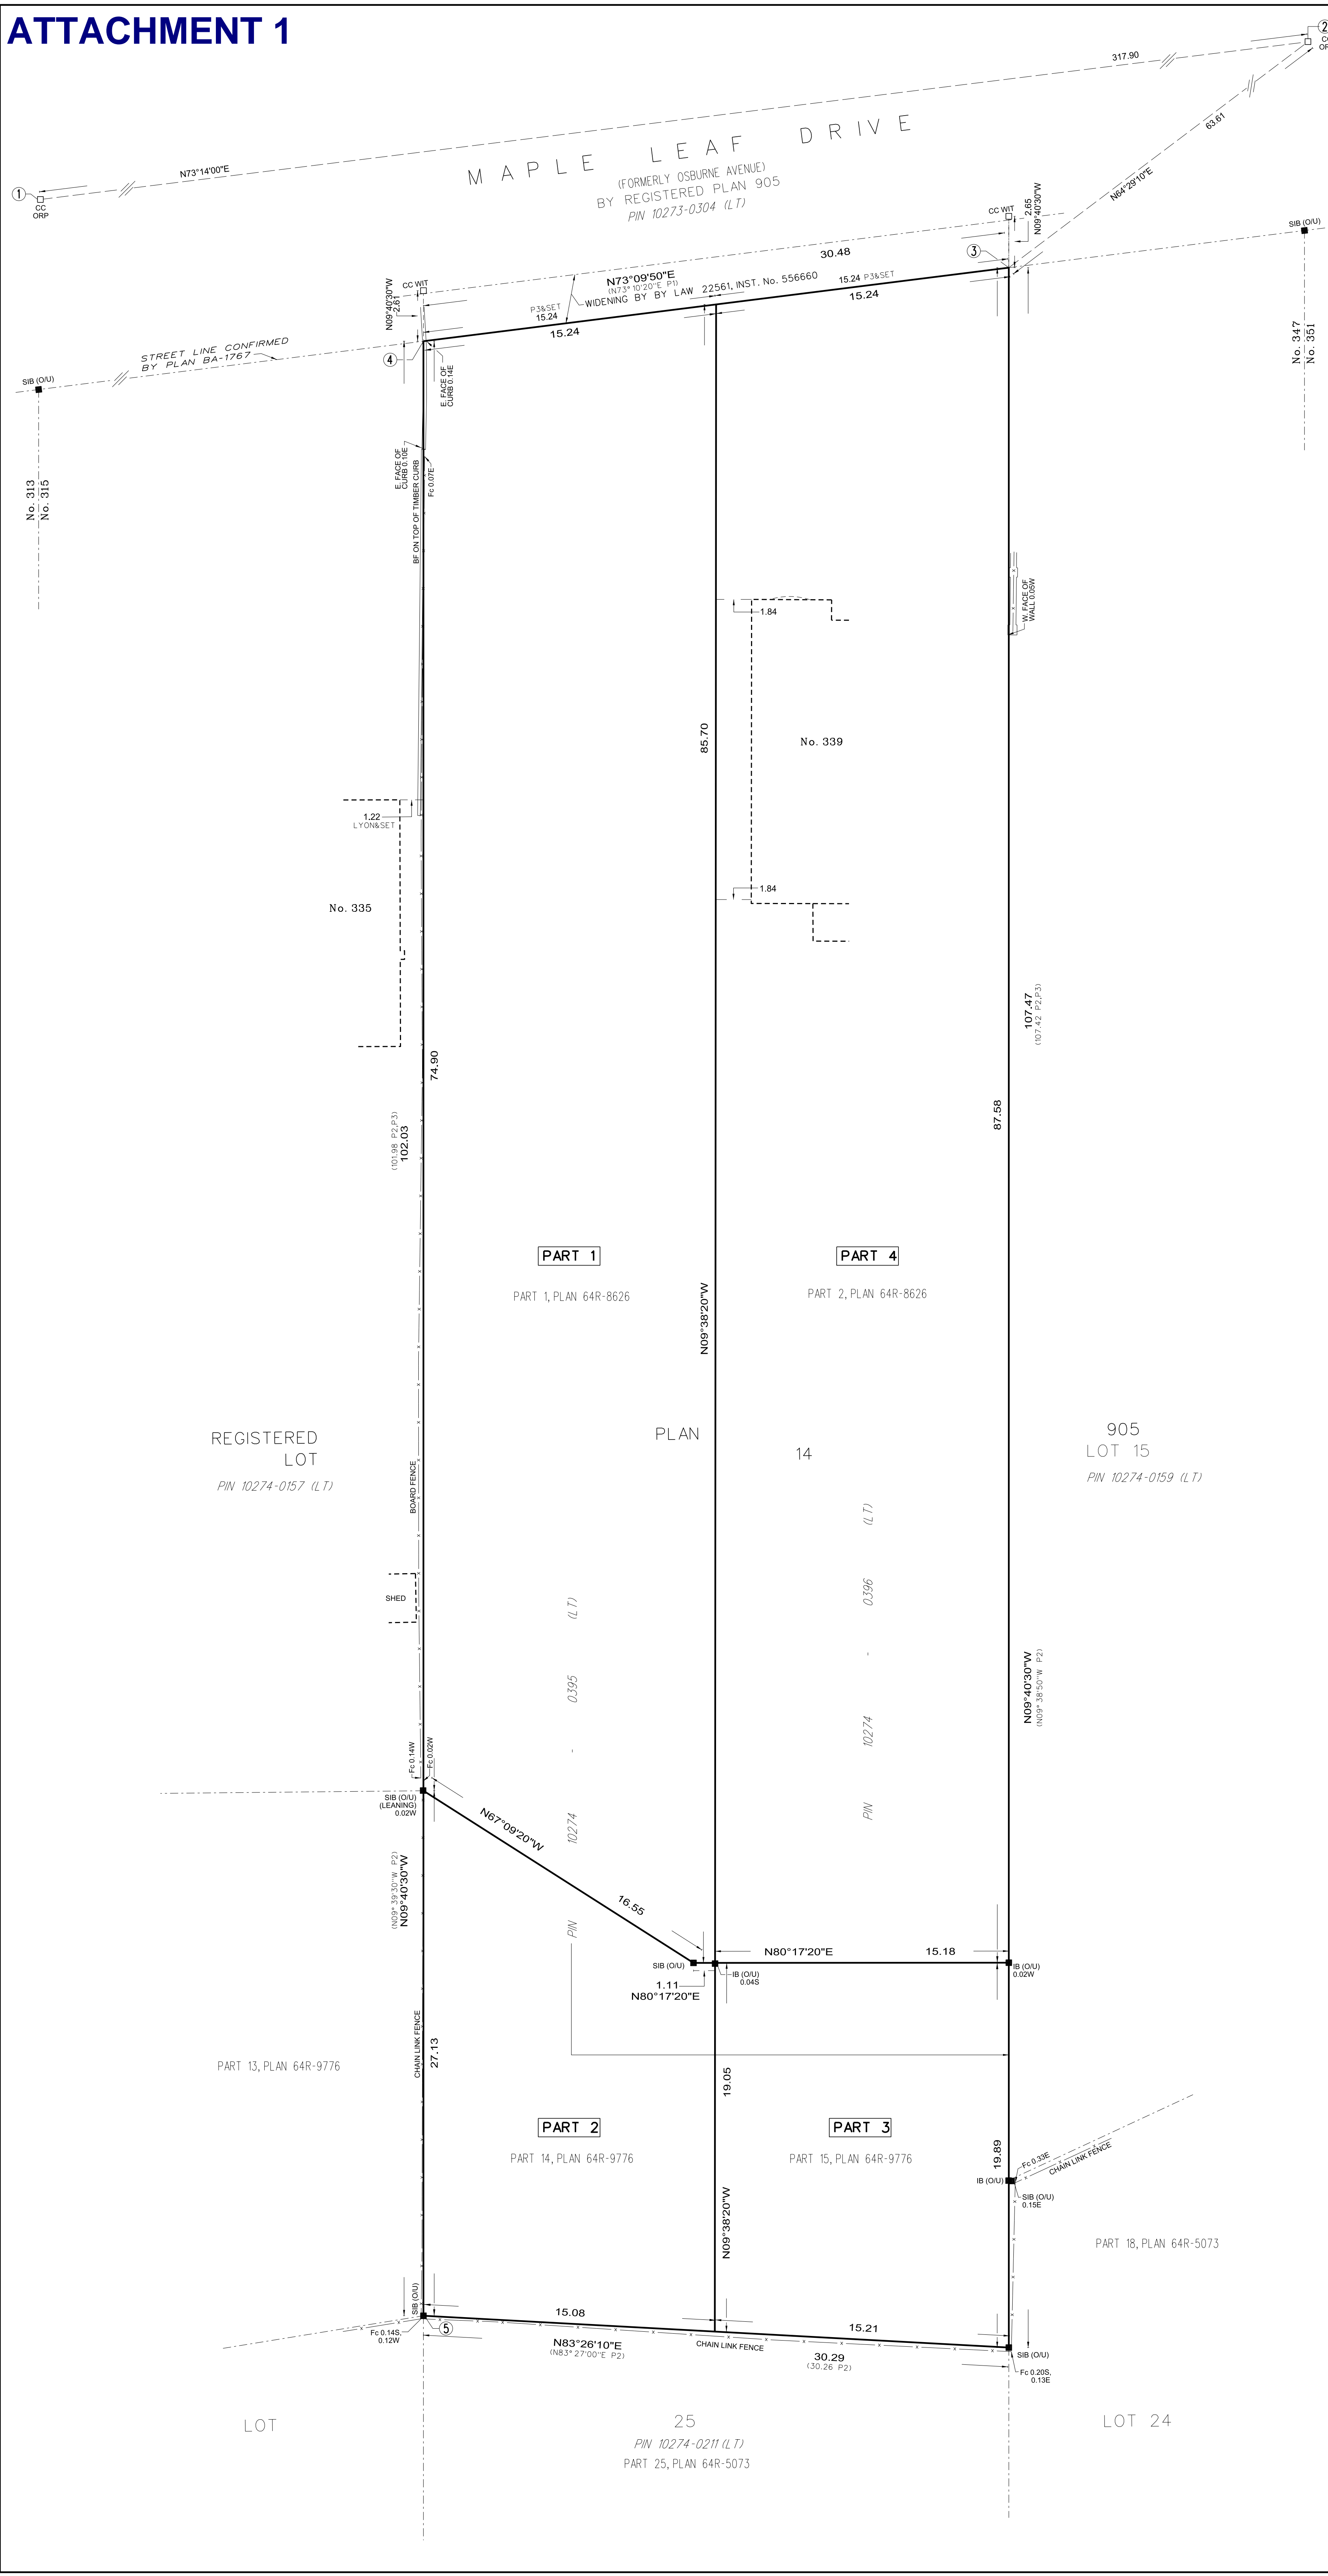 ATTACHMENT 1
2
CC
317.90
63.61
N73°14'00"E
N64°29'10"E
1
CC
ORP
MAPLE LEAF DRIVE
(FORMERLY OSBURNE AVENUE)
BY REGISTERED PLAN 905
PIN 10273-0304 (LT)
CC WIT
2.65
N09°40'30"W
SIB (O/U)
3
30.48
N73°09'50"E
(N73°10'20"E P1)
WIDENING BY BY LAW 22561, INST. No. 556660
15.24 P3&SET
15.24
P3&SET
15.24
15.24
CC WIT
N09°40'30"W
2.61
4
STREET LINE CONFIRMED
BY PLAN BA-1767
SIB (O/U)
No. 313
No. 315
No. 347
No. 351
E. FACE OF
CURB 0.14E
E. FACE OF
CURB 0.10E
Fc 0.07E
BF ON TOP OF TIMBER CURB
W. FACE OF
WALL 0.05W
1.84
85.70
No. 339
1.22
LYON&SET
1.84
No. 335
107.47
(107.42 P2,P3)
74.90
(101.98 P2,P3)
102.03
87.58
PART 1
PART 1, PLAN 64R-8626
PART 4
PART 2, PLAN 64R-8626
N09°38'20"W
REGISTERED
LOT
PIN 10274-0157 (LT)
PLAN
14
905
LOT 15
PIN 10274-0159 (LT)
BOARD FENCE
SHED
PIN 10274 - 0395 (LT)
PIN 10274 - 0396 (LT)
N09°40'30"W
(N09°38'50"W P2)
Fc 0.14W
Fc 0.02W
SIB (O/U)
(LEANING)
0.02W
N67°09'20"W
16.55
(N09°39'30"W P2)
N09°40'30"W
N80°17'20"E
15.18
SIB (O/U)
IB (O/U)
0.04S
1.11
N80°17'20"E
IB (O/U)
0.02W
CHAIN LINK FENCE
27.13
19.05
PART 13, PLAN 64R-9776
PART 2
PART 14, PLAN 64R-9776
PART 3
PART 15, PLAN 64R-9776
19.89
Fc 0.33E
CHAIN LINK FENCE
IB (O/U)
SIB (O/U)
0.15E
N09°38'20"W
PART 18, PLAN 64R-5073
SIB (O/U)
Fc 0.14S,
0.12W
5
15.08
N83°26'10"E
(N83°27'00"E P2)
CHAIN LINK FENCE
15.21
30.29
(30.26 P2)
SIB (O/U)
Fc 0.20S,
0.13E
LOT
25
PIN 10274-0211 (LT)
PART 25, PLAN 64R-5073
LOT 24